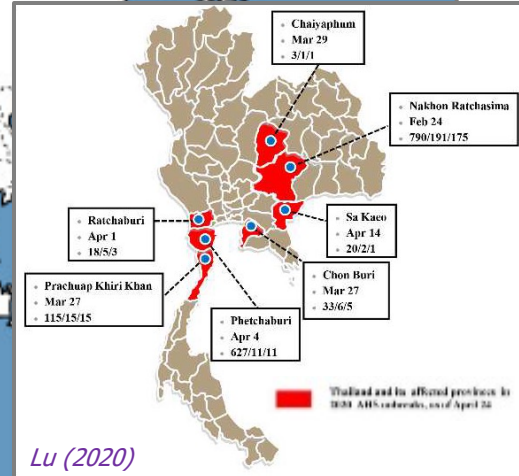 Chaiyaphum
Mar 29
3/1/1
Nakhon Ratchasima
Feb 24
790/191/175
Ratchaburi
Apr 1
18/5/3
Sa Kaeo
Apr 14
20/2/1
Prachuap Khiri Khan
Mar 27
115/15/15
Chon Buri
Mar 27
33/6/5
Phetchaburi
Apr 4
627/11/11
Thailand and its affected provinces in
2020 AHS outbreaks, as of April 24
Lu (2020)